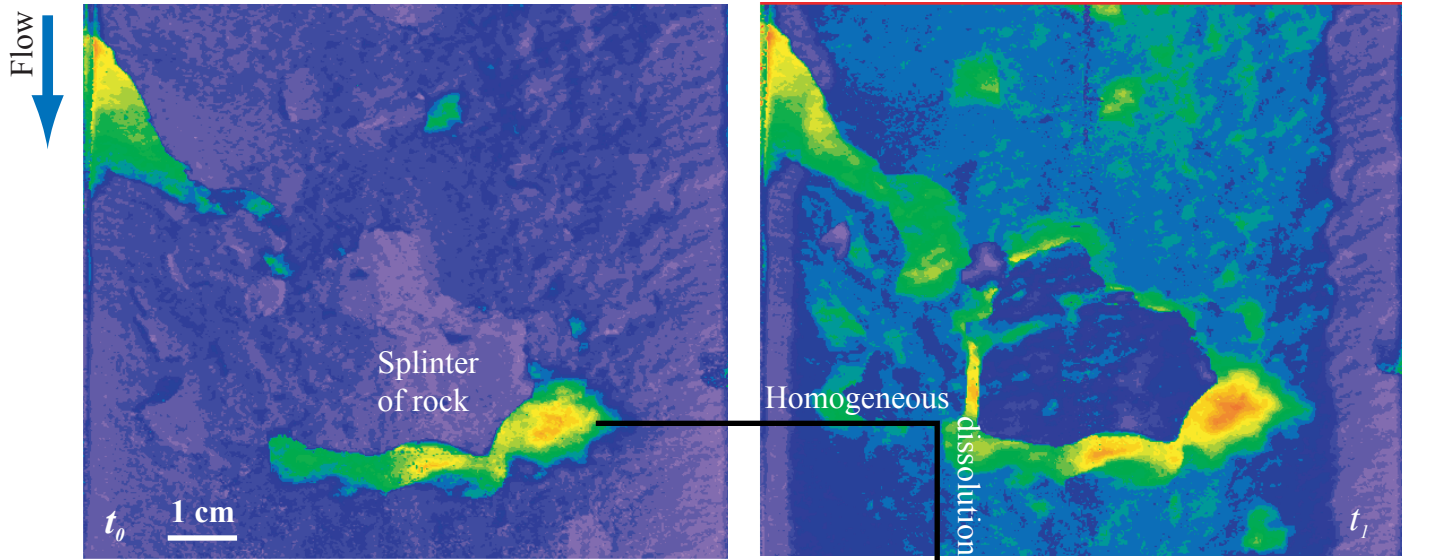 Flow
Splinter
of rock
t0
1 cm
Homogeneous
dissolution
t1